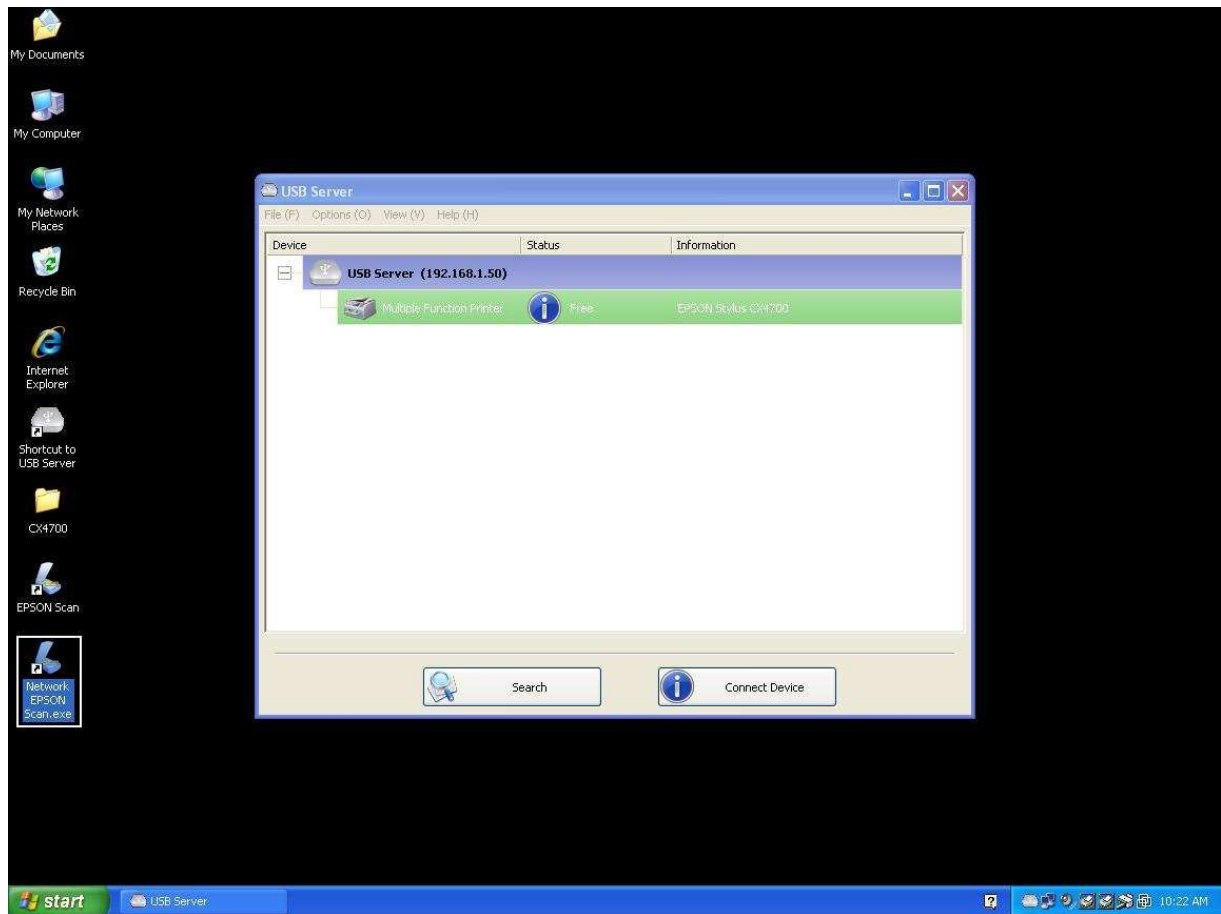 My Documents
My Computer
My Network
Places
Recycle Bin
Internet
Explorer
Shortcut to
USB Server
CX4700
EPSON Scan
Network
EPSON
Scan.exe
USB Server
File (F) Options (O) View (V) Help (H)
Device Status Information
USB Server (192.168.1.50)
Multiple Function Printer Free EPSON Stylus CX4700
Search Connect Device
start USB Server 10:22 AM